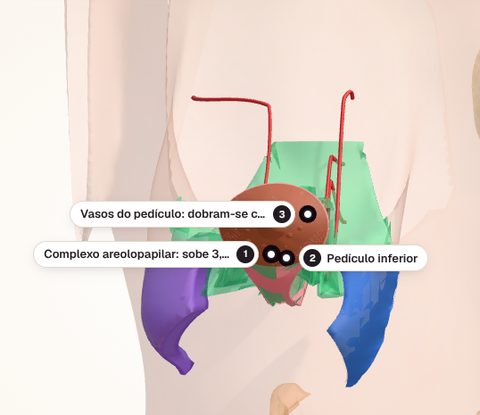 Vasos do pedículo: dobram-se c... 3
Complexo areolopapilar: sobe 3,... 1
2 Pedículo inferior